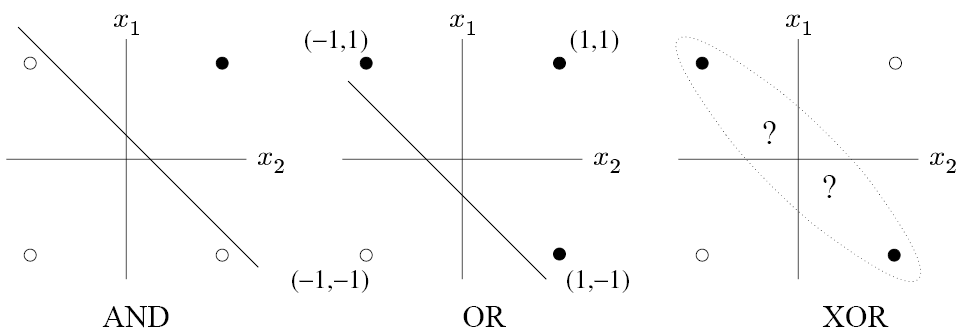 x1 x1 x1
(−1,1) (1,1)
?
x2 x2 x2
?
(−1,−1) (1,−1)
AND OR XOR